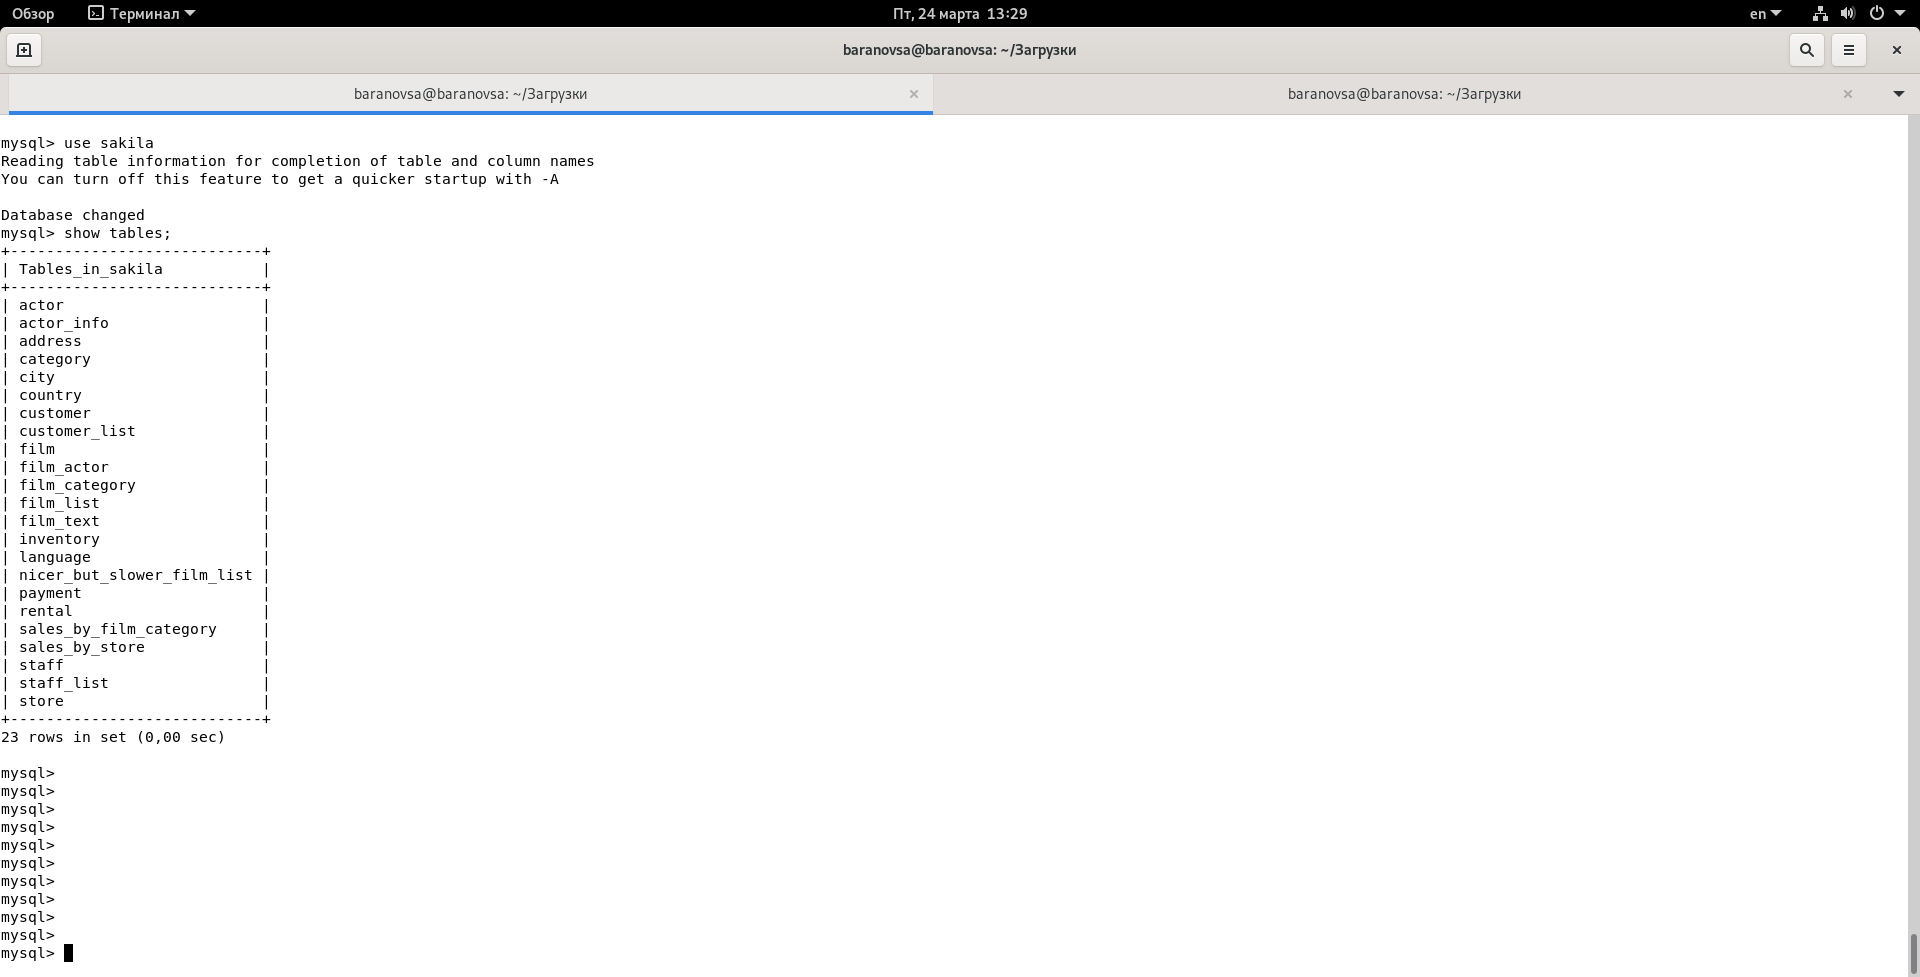 Обзор Терминал Пт, 24 марта 13:29 en
baranovsa@baranovsa: ~/Загрузки
baranovsa@baranovsa: ~/Загрузки baranovsa@baranovsa: ~/Загрузки
mysql> use sakila
Reading table information for completion of table and column names
You can turn off this feature to get a quicker startup with -A
Database changed
mysql> show tables;
+----------------------------+
| Tables_in_sakila           |
+----------------------------+
| actor                      |
| actor_info                 |
| address                    |
| category                   |
| city                       |
| country                    |
| customer                   |
| customer_list              |
| film                       |
| film_actor                 |
| film_category              |
| film_list                  |
| film_text                  |
| inventory                  |
| language                   |
| nicer_but_slower_film_list |
| payment                    |
| rental                     |
| sales_by_film_category     |
| sales_by_store             |
| staff                      |
| staff_list                 |
| store                      |
+----------------------------+
23 rows in set (0,00 sec)
mysql>
mysql>
mysql>
mysql>
mysql>
mysql>
mysql>
mysql>
mysql>
mysql>
mysql>